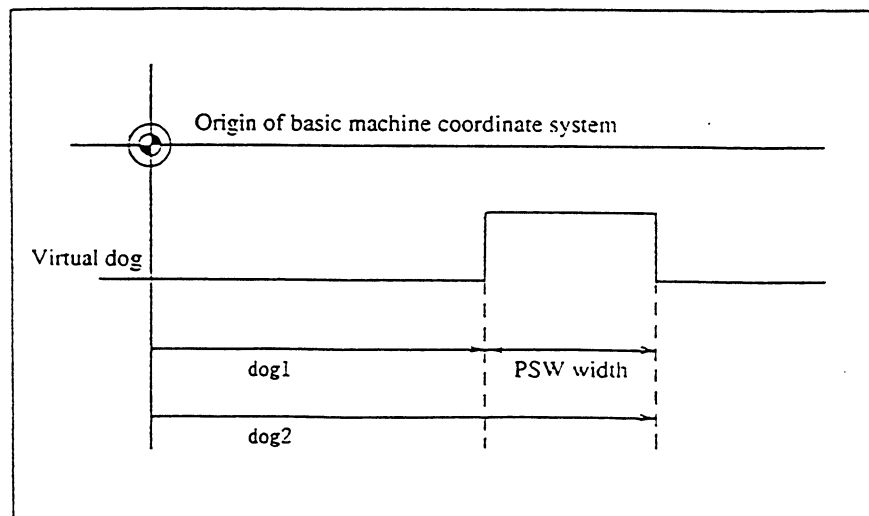 Origin of basic machine coordinate system
Virtual dog
dog1
PSW width
dog2